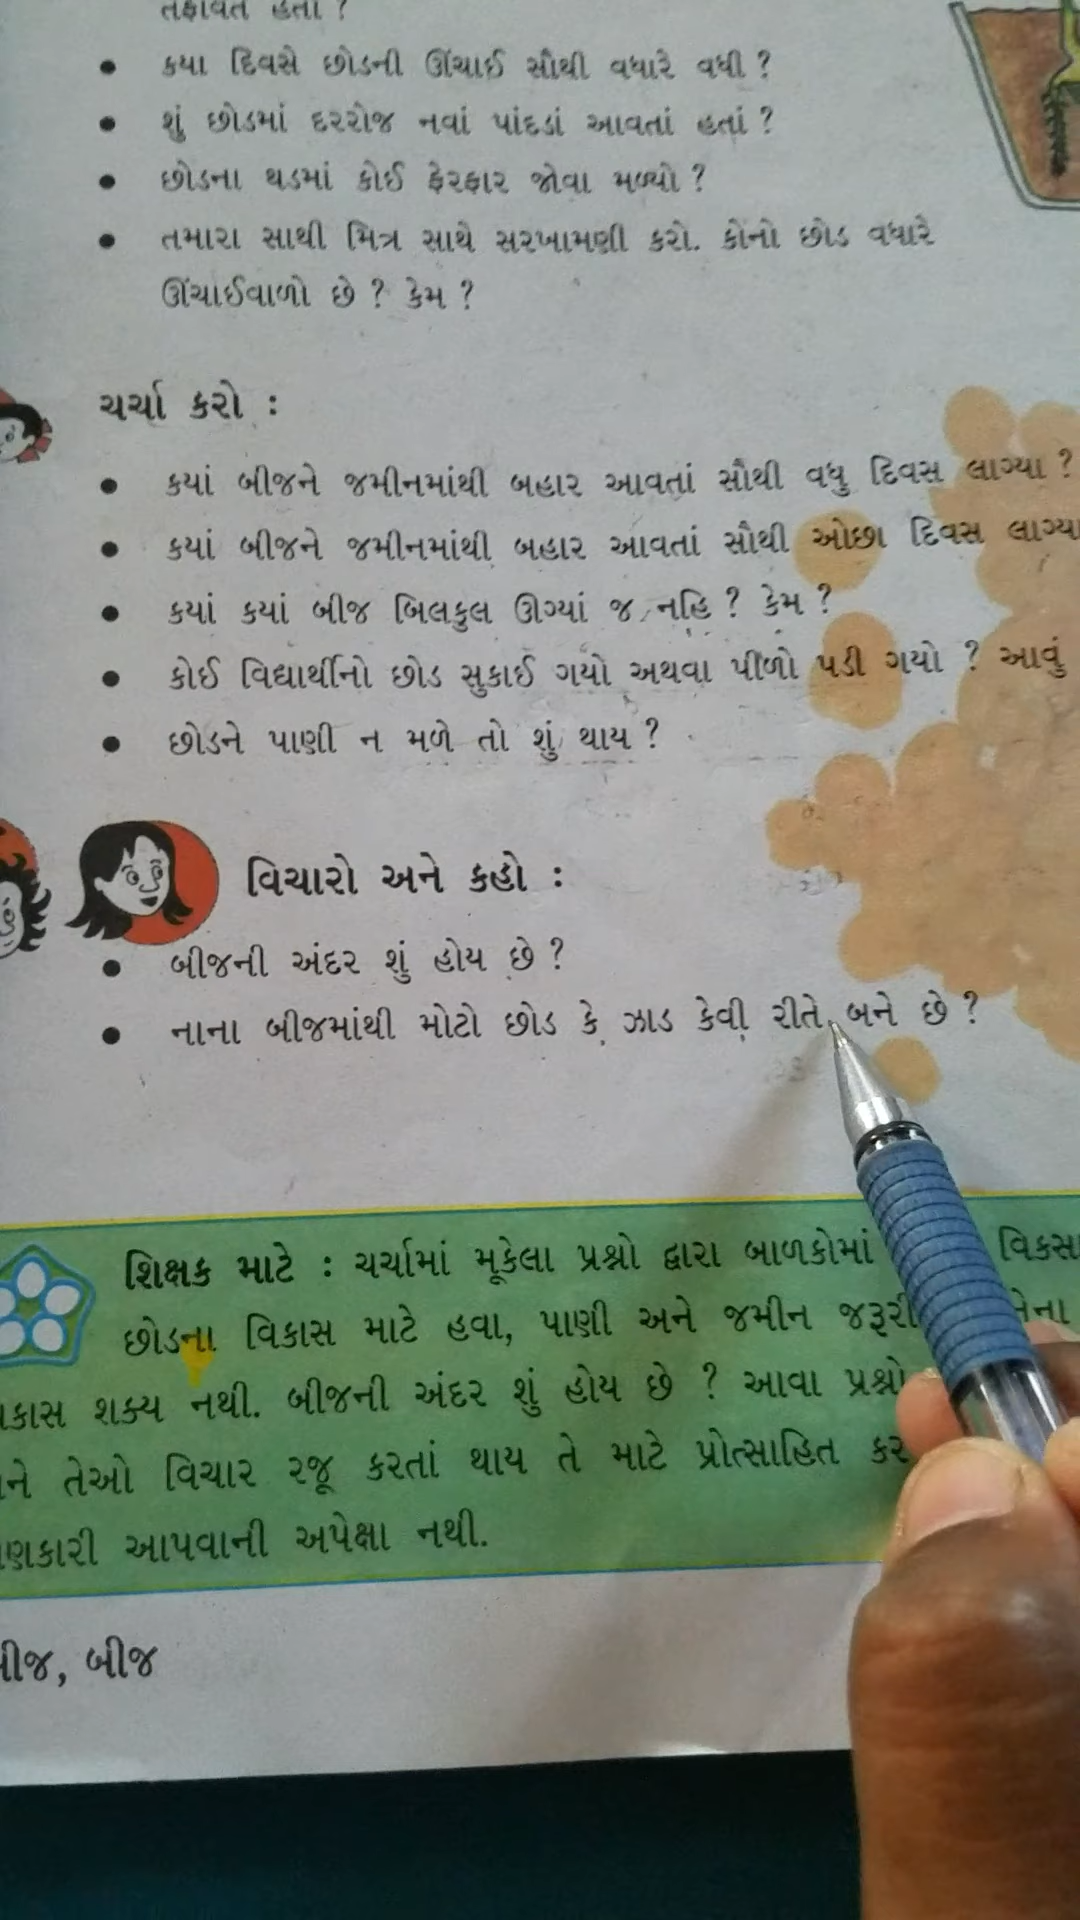 તફાવત હતો ?
• કયા દિવસે છોડની ઊંચાઈ સૌથી વધારે વધી ?
• શું છોડમાં દરરોજ નવાં પાંદડાં આવતાં હતાં ?
• છોડના થડમાં કોઈ ફેરફાર જોવા મળ્યો ?
• તમારા સાથી મિત્ર સાથે સરખામણી કરો. કોનો છોડ વધારે
ઊંચાઈવાળો છે ? કેમ ?
ચર્ચા કરો :
• કયાં બીજને જમીનમાંથી બહાર આવતાં સૌથી વધુ દિવસ લાગ્યા ?
• કયાં બીજને જમીનમાંથી બહાર આવતાં સૌથી ઓછા દિવસ લાગ્યા
• કયાં કયાં બીજ બિલકુલ ઊગ્યાં જ નહિ ? કેમ ?
• કોઈ વિદ્યાર્થીનો છોડ સુકાઈ ગયો અથવા પીળો પડી ગયો ? આવું
• છોડને પાણી ન મળે તો શું થાય ?
વિચારો અને કહો :
• બીજની અંદર શું હોય છે ?
• નાના બીજમાંથી મોટો છોડ કે ઝાડ કેવી રીતે બને છે ?
શિક્ષક માટે : ચર્ચામાં મૂકેલા પ્રશ્નો દ્વારા બાળકોમાં
છોડના વિકાસ માટે હવા, પાણી અને જમીન
શક્ય નથી. બીજની અંદર શું હોય છે ? આવા પ્રશ્નો
તેઓ વિચાર રજૂ કરતાં થાય તે માટે પ્રોત્સાહિત
આપવાની અપેક્ષા નથી.
બીજ